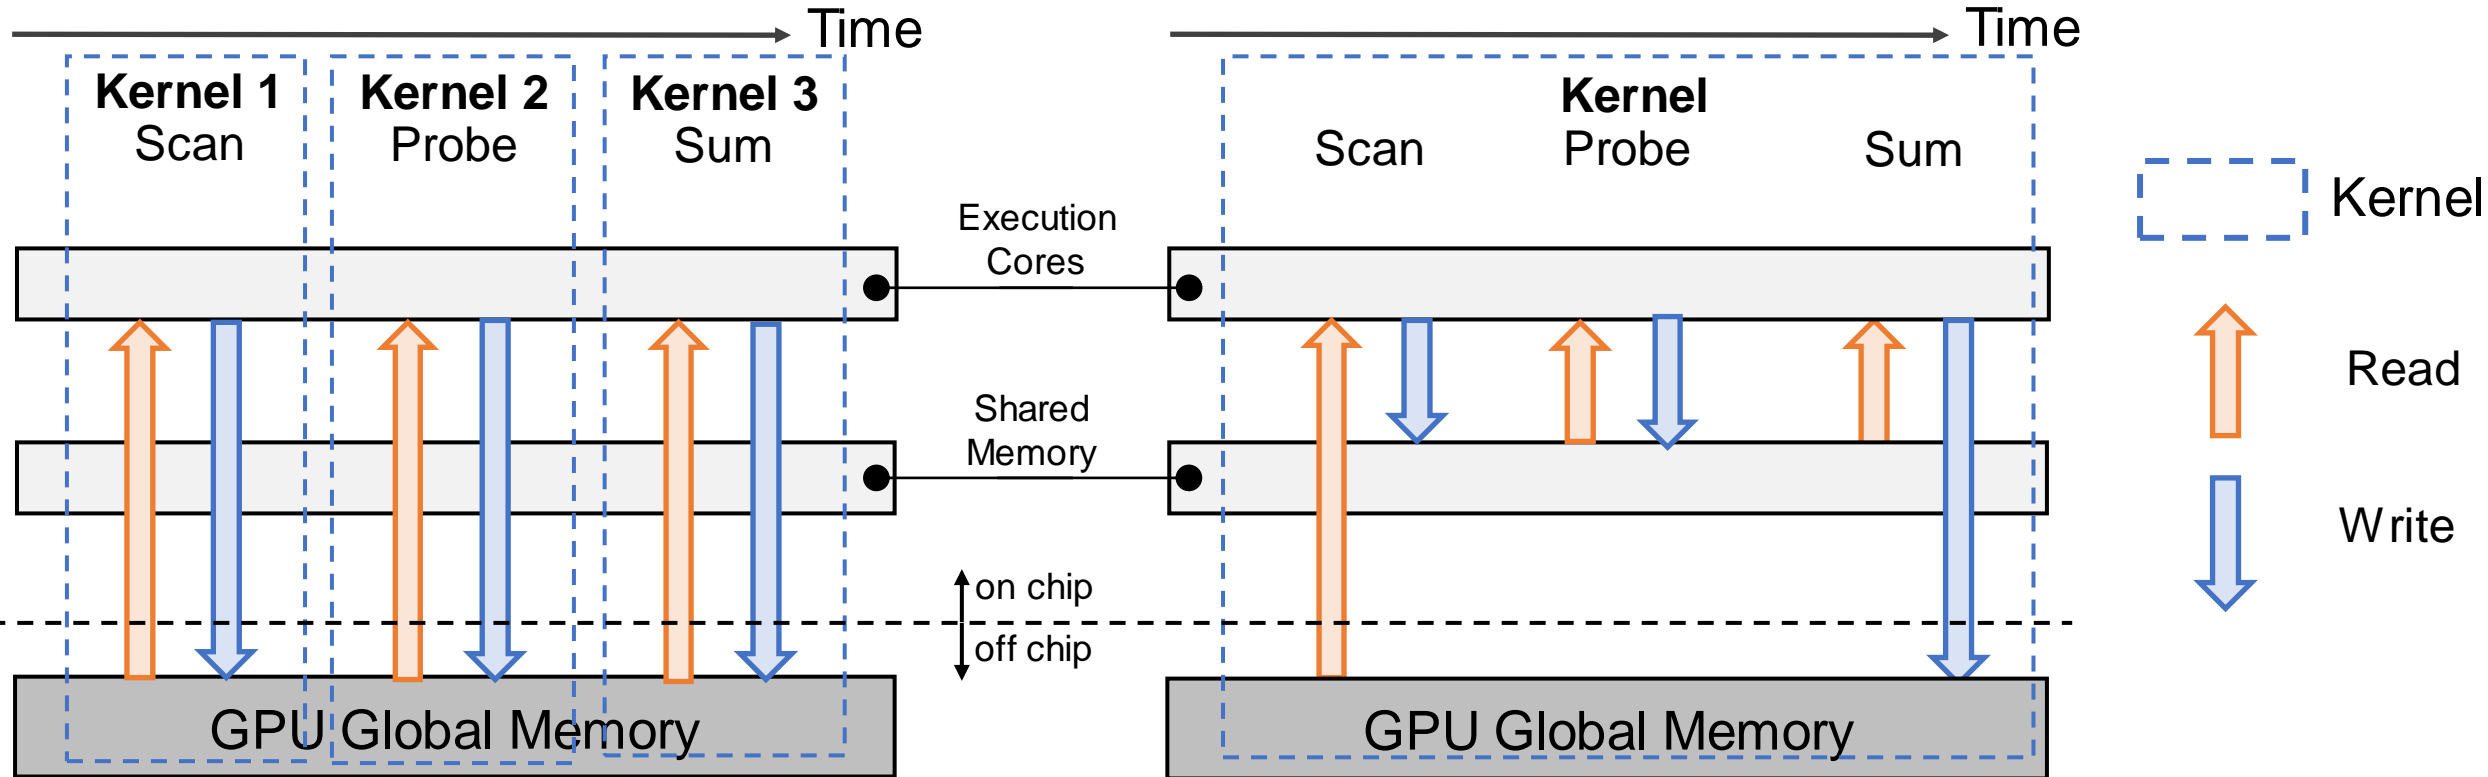 Time
Kernel 1
Scan
Kernel 2
Probe
Kernel 3
Sum
Execution
Cores
Shared
Memory
on chip
off chip
GPU Global Memory
Time
Kernel
Scan
Probe
Sum
GPU Global Memory
Kernel
Read
Write